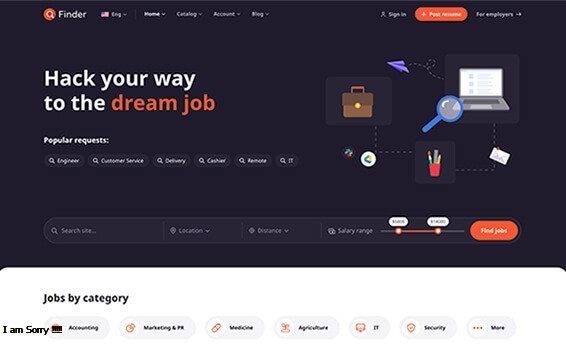 Finder
Eng
Home
Catalog
Account
Blog
Sign in
+ Post resume
For employers →
Hack your way
to the dream job
Popular requests:
Engineer
Customer Service
Delivery
Cashier
Remote
IT
Search site...
Location
Distance
Salary range
Find jobs
Jobs by category
I am Sorry
Accounting
Marketing & PR
Medicine
Agriculture
IT
Security
More